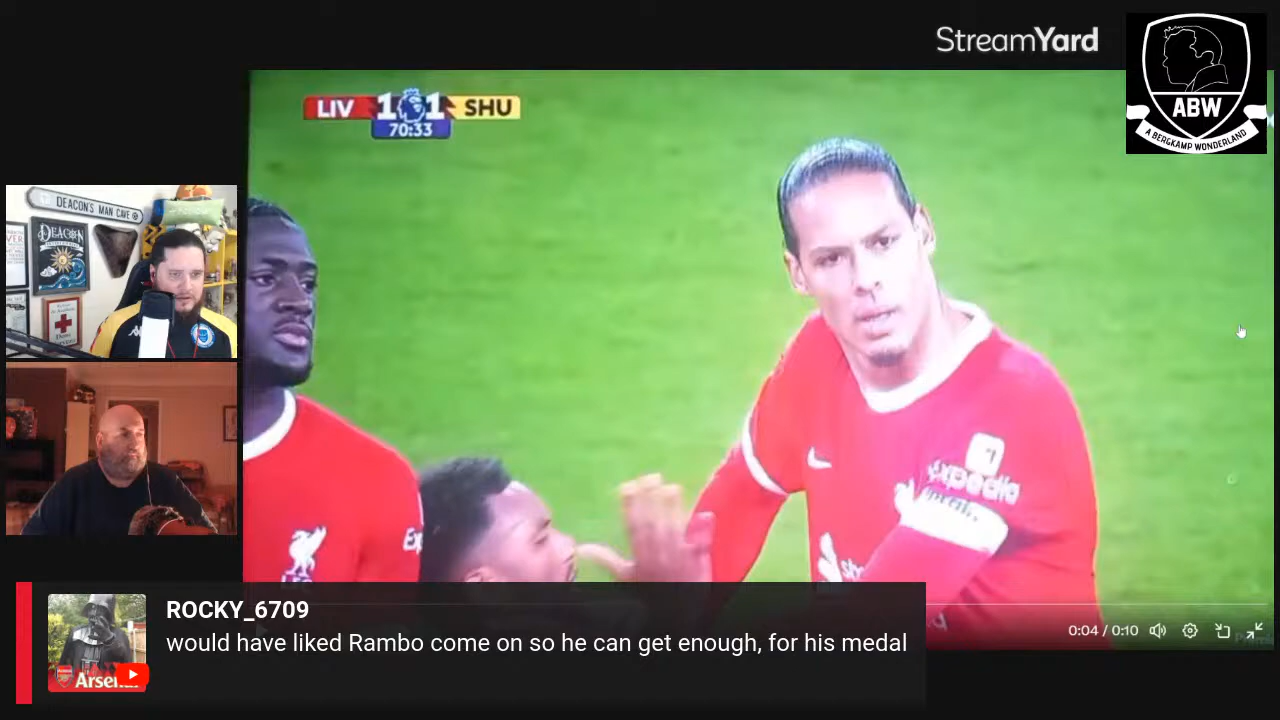 StreamYard
ABW
A BERGKAMP WONDERLAND
LIV 1 1 SHU
70:33
DEACON'S MAN CAVE
DEACON
Expedia
Ex
ROCKY_6709
would have liked Rambo come on so he can get enough, for his medal
Arsenal
0:04 / 0:10